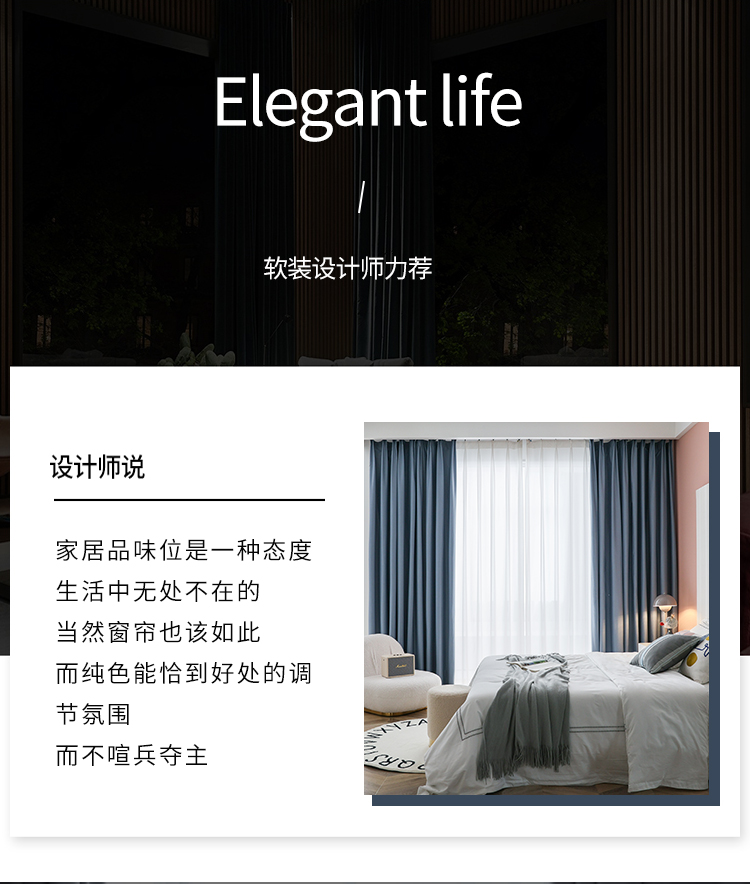 Elegant life
/
软装设计师力荐
设计师说
家居品味位是一种态度
生活中无处不在的
当然窗帘也该如此
而纯色能恰到好处的调
节氛围
而不喧兵夺主